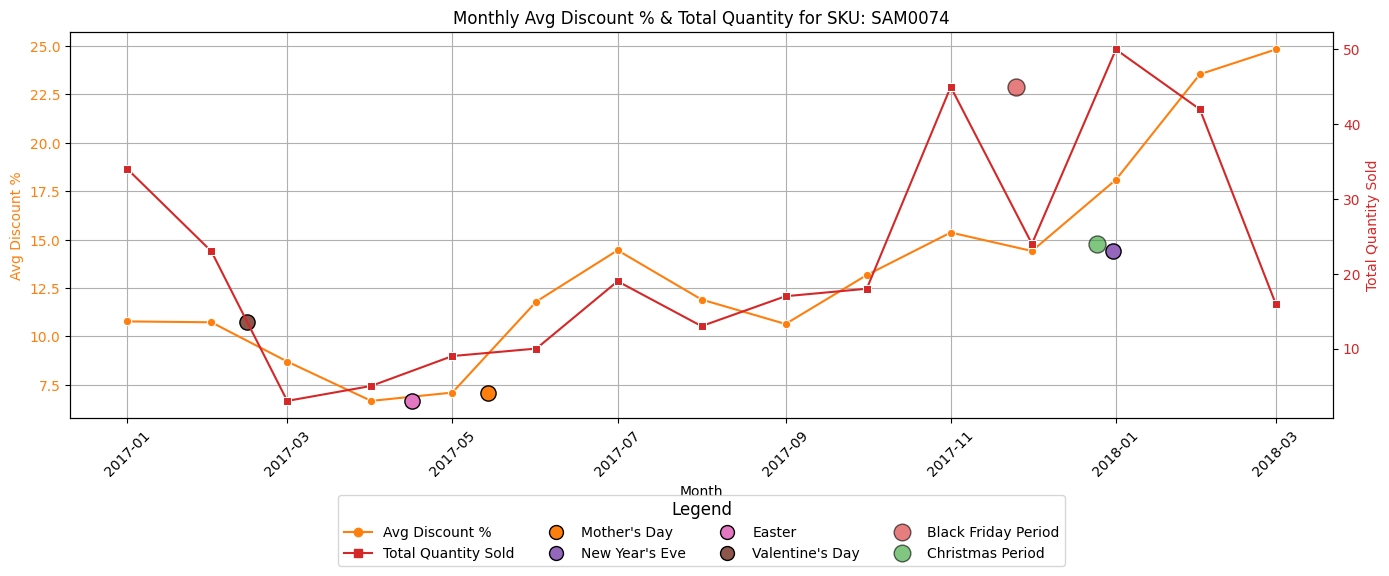 Monthly Avg Discount % & Total Quantity for SKU: SAM0074
Avg Discount %
25.0
22.5
20.0
17.5
15.0
12.5
10.0
7.5
50
40
30
20
10
Total Quantity Sold
2017-01
2017-03
2017-05
2017-07
2017-09
2017-11
2018-01
2018-03
Month
Legend
Avg Discount %
Total Quantity Sold
Mother's Day
New Year's Eve
Easter
Valentine's Day
Black Friday Period
Christmas Period